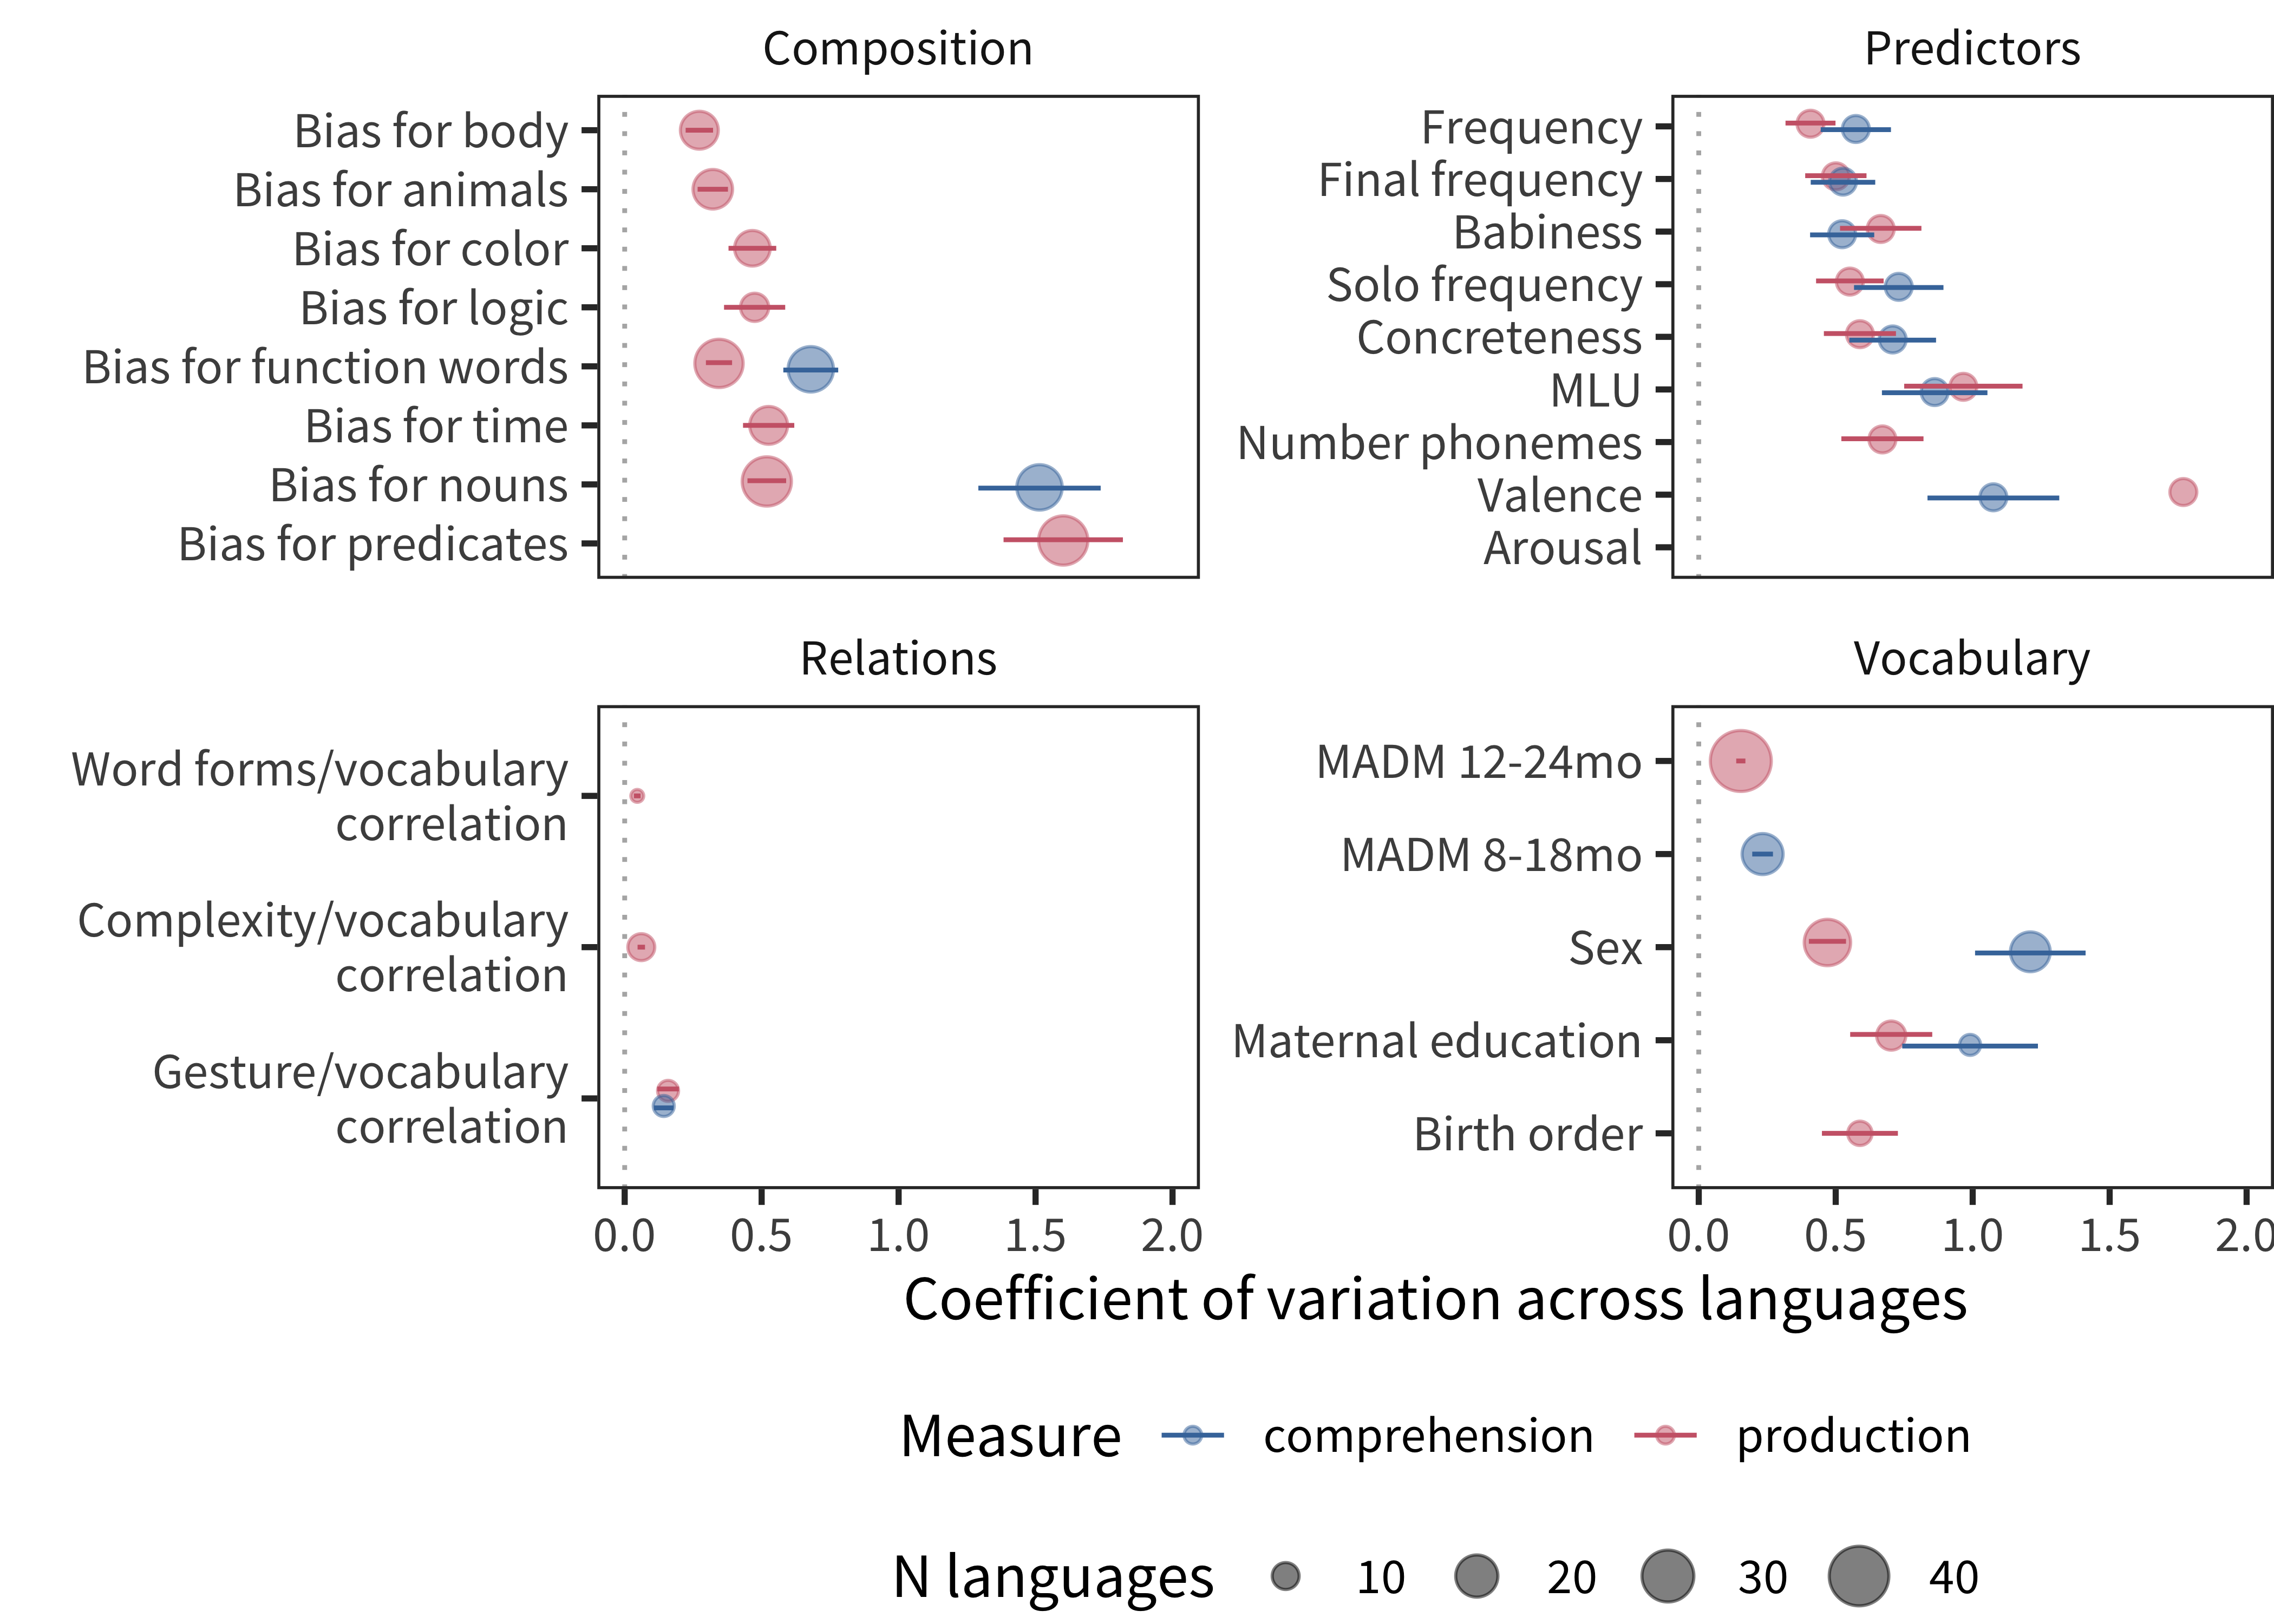 Composition
Bias for body
Bias for animals
Bias for color
Bias for logic
Bias for function words
Bias for time
Bias for nouns
Bias for predicates
Predictors
Frequency
Final frequency
Babiness
Solo frequency
Concreteness
MLU
Number phonemes
Valence
Arousal
Relations
Word forms/vocabulary
correlation
Complexity/vocabulary
correlation
Gesture/vocabulary
correlation
0.0 0.5 1.0 1.5 2.0
Vocabulary
MADM 12-24mo
MADM 8-18mo
Sex
Maternal education
Birth order
0.0 0.5 1.0 1.5 2.0
Coefficient of variation across languages
Measure comprehension production
N languages 10 20 30 40